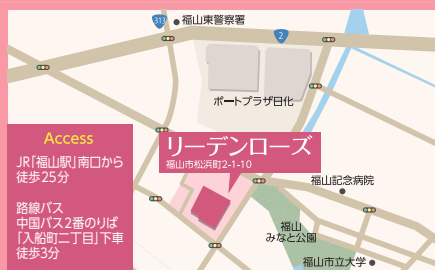 313
福山東警察署
2
ポートプラザ日化
リーデンローズ
福山市松浜町2-1-10
Access
JR「福山駅」南口から
徒歩25分
路線バス
中国バス2番のりば
「入船町二丁目」下車
徒歩3分
福山記念病院
福山
みなと公園
福山市立大学